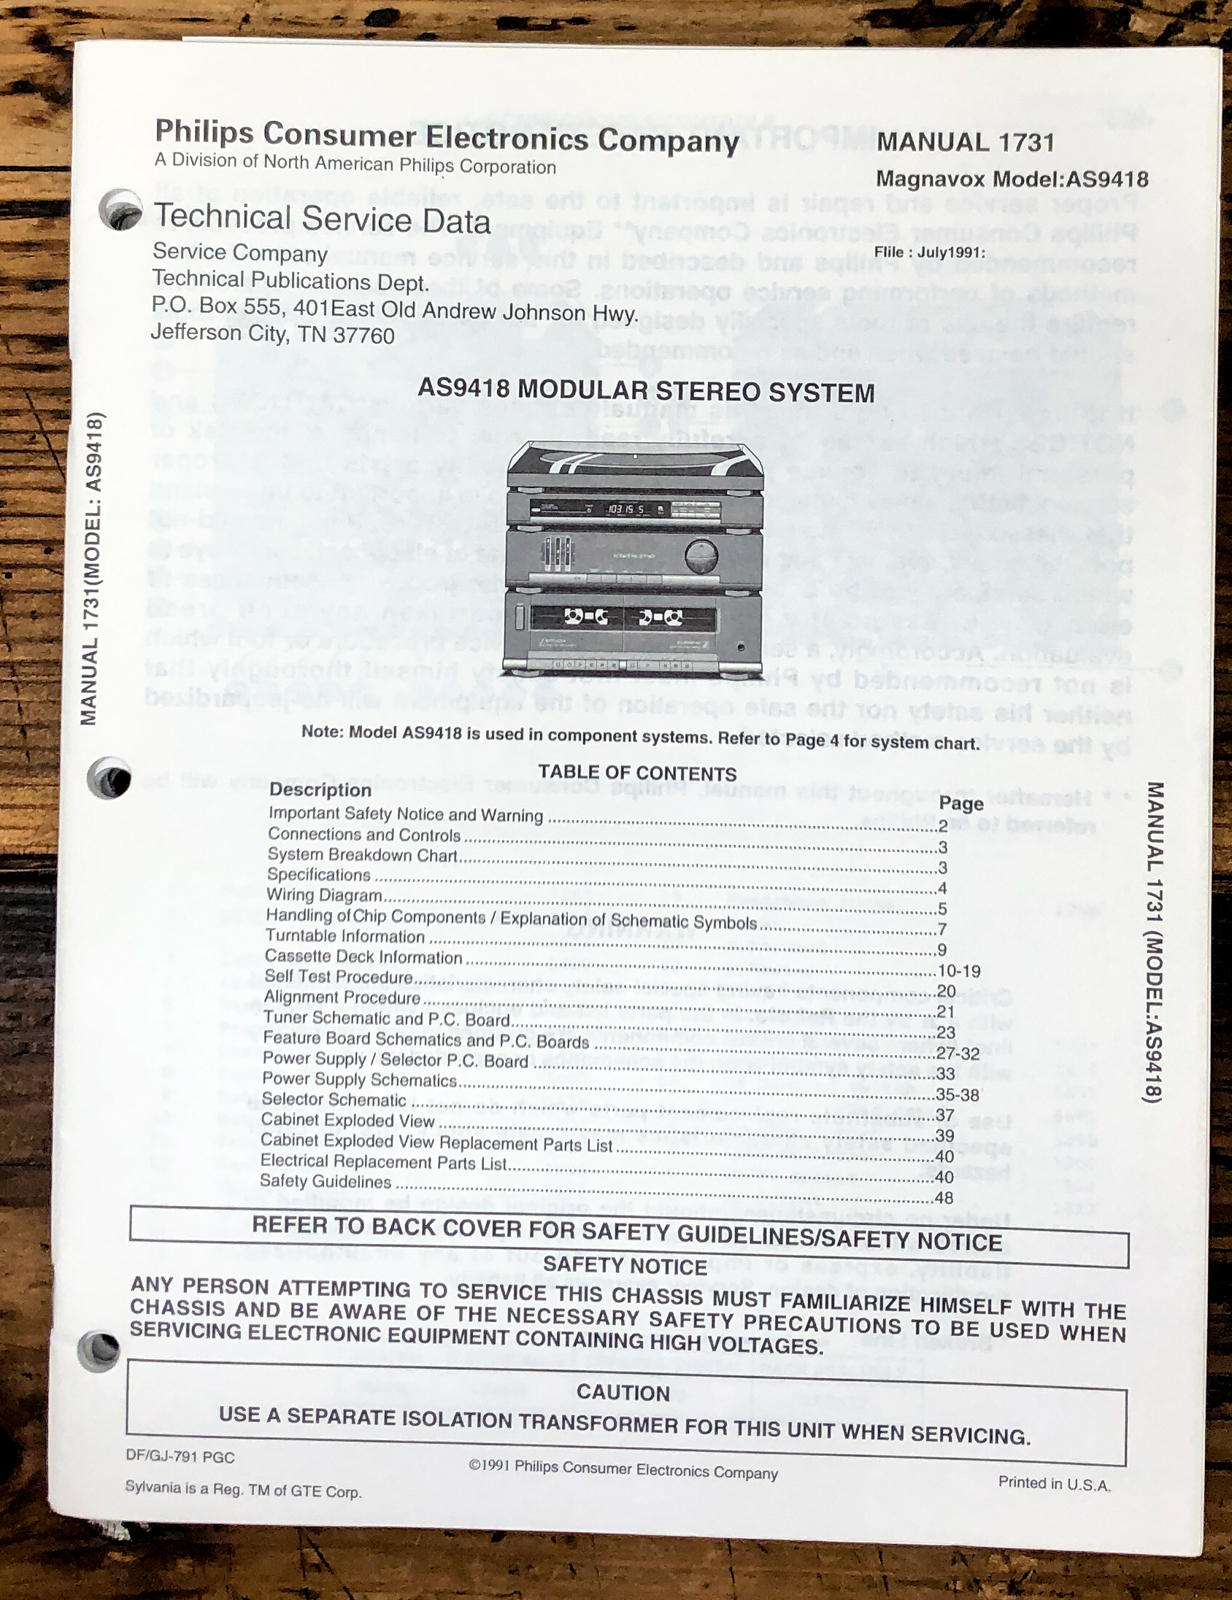 Philips Consumer Electronics Company
A Division of North American Philips Corporation
MANUAL 1731
Magnavox Model:AS9418
Technical Service Data
Service Company
Technical Publications Dept.
P.O. Box 555, 401East Old Andrew Johnson Hwy.
Jefferson City, TN 37760
Flile : July1991:
AS9418 MODULAR STEREO SYSTEM
103 15 5
MANUAL 1731(MODEL: AS9418)
Note: Model AS9418 is used in component systems. Refer to Page 4 for system chart.
TABLE OF CONTENTS
Description Page
Important Safety Notice and Warning ........ 2
Connections and Controls ........ 3
System Breakdown Chart ........ 3
Specifications ........ 4
Wiring Diagram ........ 5
Handling of Chip Components / Explanation of Schematic Symbols ........ 7
Turntable Information ........ 9
Cassette Deck Information ........ 10-19
Self Test Procedure ........ 20
Alignment Procedure ........ 21
Tuner Schematic and P.C. Board ........ 23
Feature Board Schematics and P.C. Boards ........ 27-32
Power Supply / Selector P.C. Board ........ 33
Power Supply Schematics ........ 35-38
Selector Schematic ........ 37
Cabinet Exploded View ........ 39
Cabinet Exploded View Replacement Parts List ........ 40
Electrical Replacement Parts List ........ 40
Safety Guidelines ........ 48
MANUAL 1731 (MODEL:AS9418)
REFER TO BACK COVER FOR SAFETY GUIDELINES/SAFETY NOTICE
SAFETY NOTICE
ANY PERSON ATTEMPTING TO SERVICE THIS CHASSIS MUST FAMILIARIZE HIMSELF WITH THE
CHASSIS AND BE AWARE OF THE NECESSARY SAFETY PRECAUTIONS TO BE USED WHEN
SERVICING ELECTRONIC EQUIPMENT CONTAINING HIGH VOLTAGES.
CAUTION
USE A SEPARATE ISOLATION TRANSFORMER FOR THIS UNIT WHEN SERVICING.
DF/GJ-791 PGC
©1991 Philips Consumer Electronics Company
Printed in U.S.A.
Sylvania is a Reg. TM of GTE Corp.